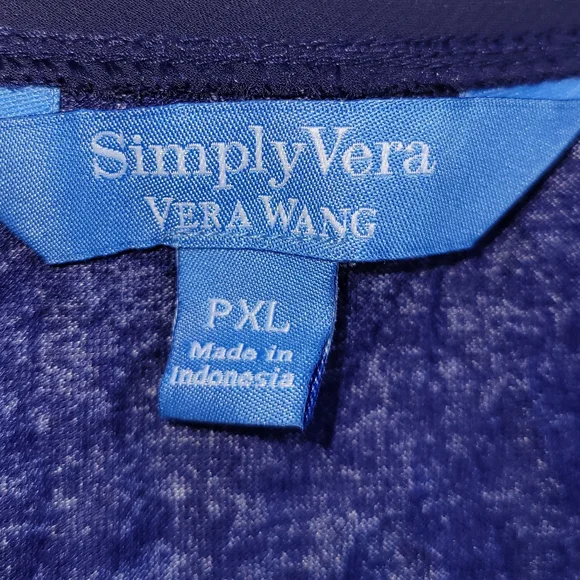 SimplyVera
VERA WANG
PXL
Made in
Indonesia